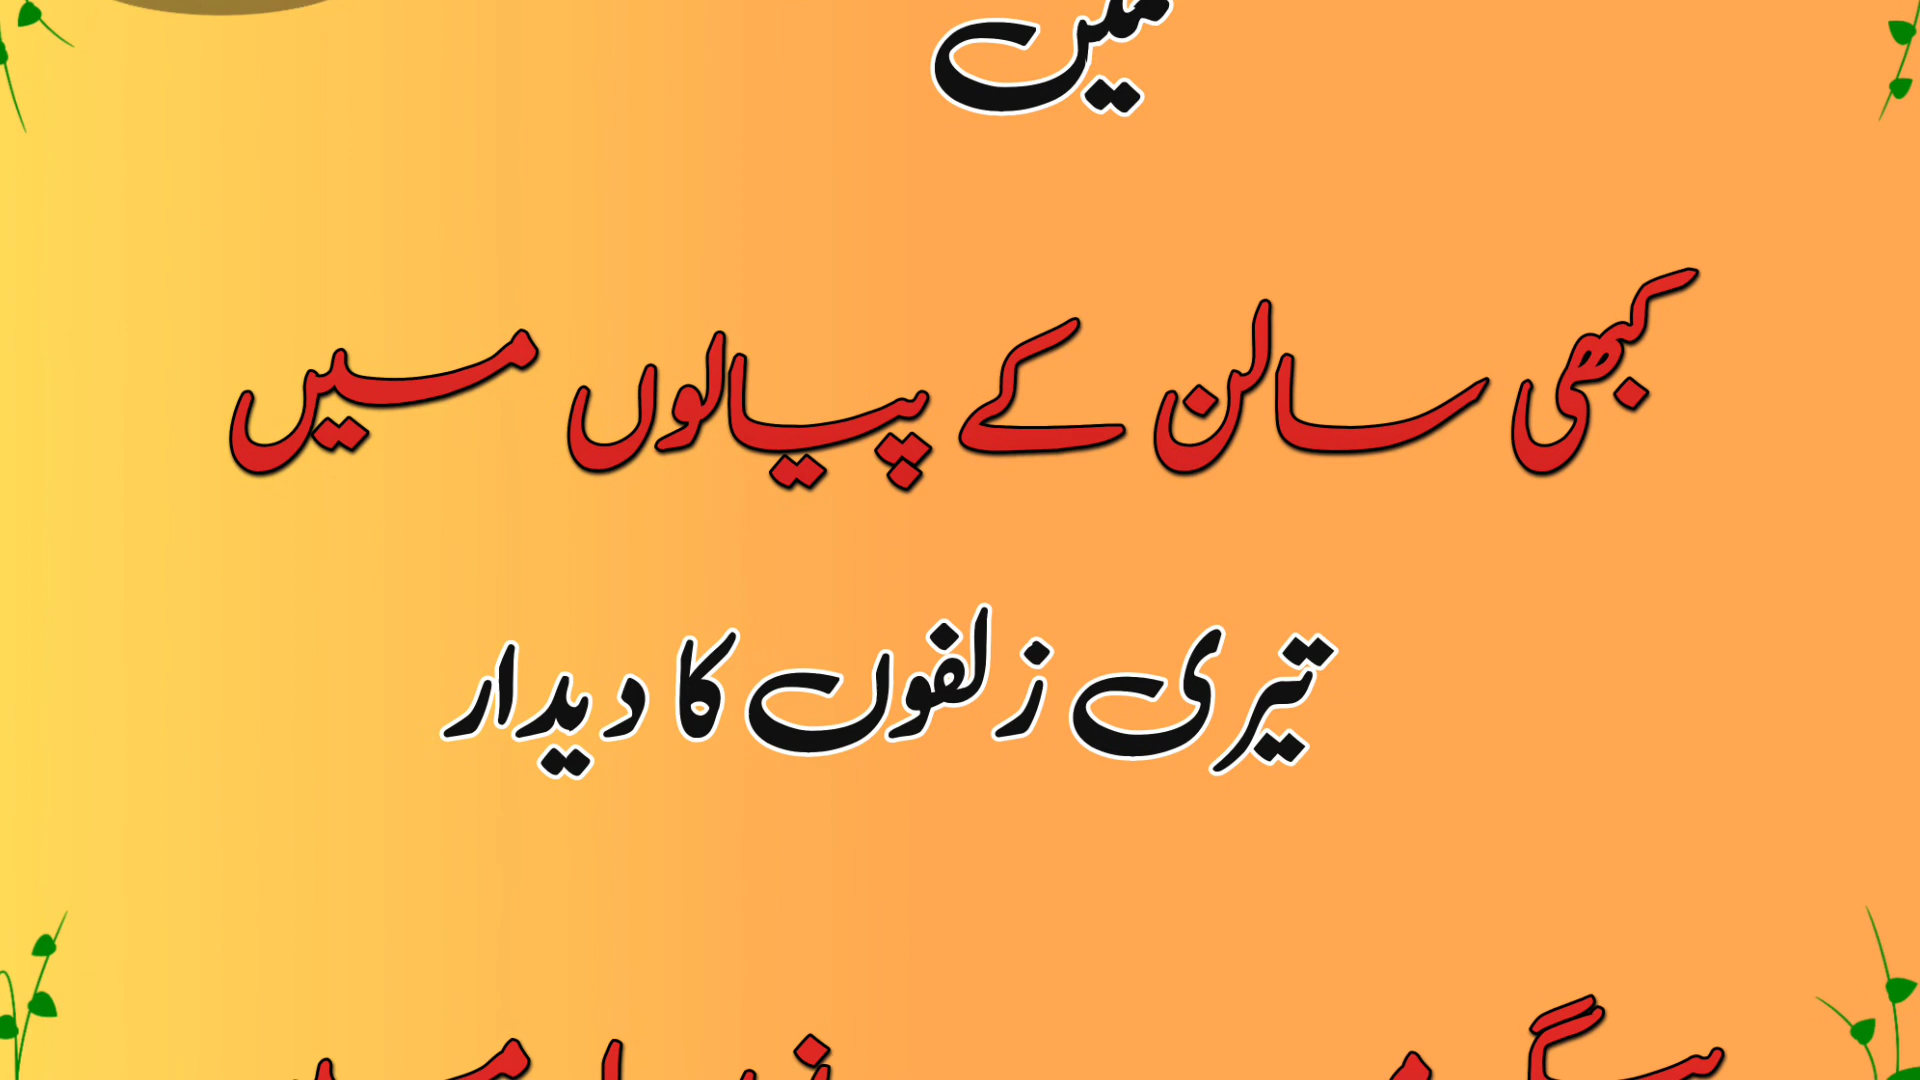 میں
کبھی سالن کے پیالوں میں
تیری زلفوں کا دیدار